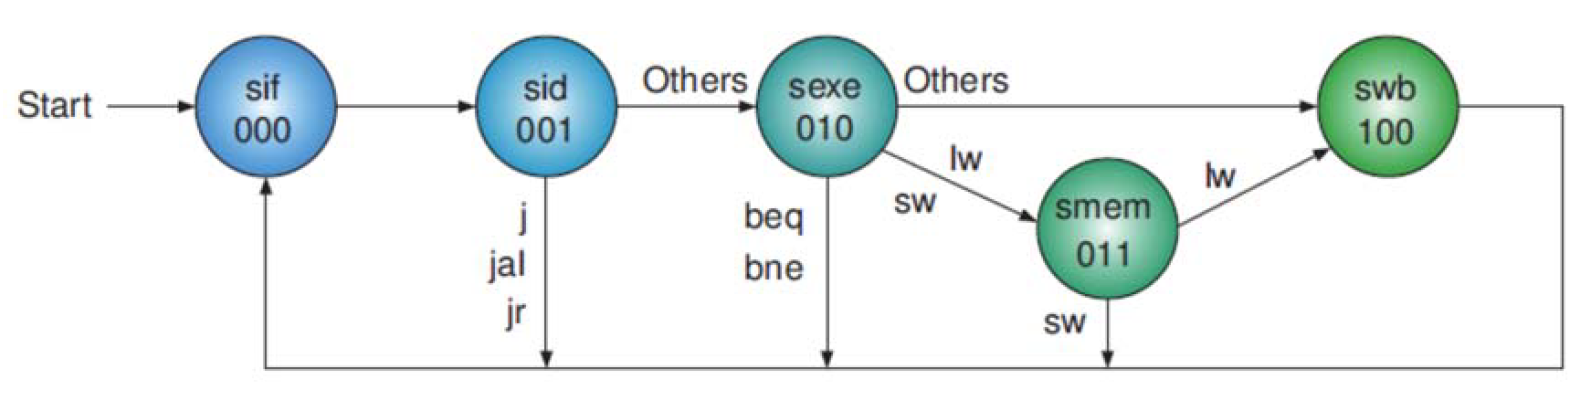 Start
sif
000
sid
001
Others
sexe
010
Others
swb
100
lw
sw
smem
011
lw
j
jal
jr
beq
bne
sw